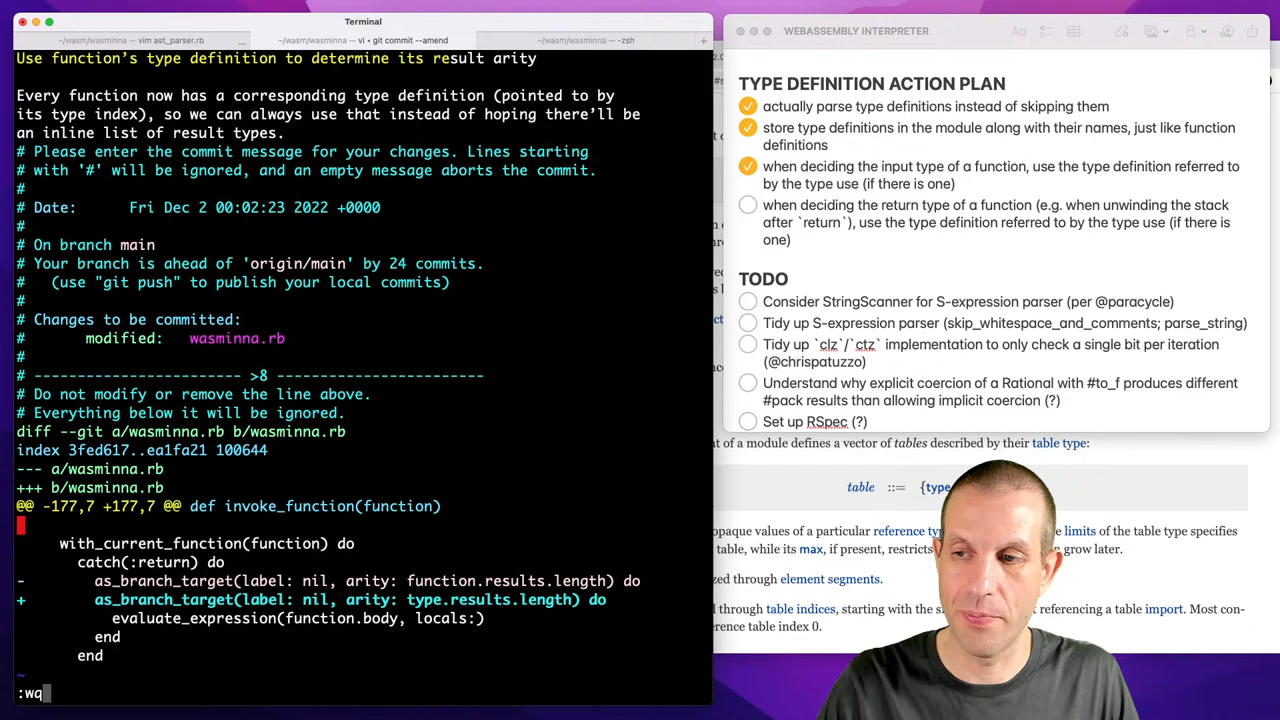 Terminal
~/wasm/wasminna — vim ast_parser.rb
...
~/wasm/wasminna — vi • git commit --amend
~/wasm/wasminna — -zsh
+
Use function’s type definition to determine its result arity
Every function now has a corresponding type definition (pointed to by
its type index), so we can always use that instead of hoping there’ll be
an inline list of result types.
# Please enter the commit message for your changes. Lines starting
# with '#' will be ignored, and an empty message aborts the commit.
#
# Date:      Fri Dec 2 00:02:23 2022 +0000
#
# On branch main
# Your branch is ahead of 'origin/main' by 24 commits.
#   (use "git push" to publish your local commits)
#
# Changes to be committed:
#       modified:   wasminna.rb
#
# ------------------------ >8 ------------------------
# Do not modify or remove the line above.
# Everything below it will be ignored.
diff --git a/wasminna.rb b/wasminna.rb
index 3fed617..ea1fa21 100644
--- a/wasminna.rb
+++ b/wasminna.rb
@@ -177,7 +177,7 @@ def invoke_function(function)
     with_current_function(function) do
       catch(:return) do
-        as_branch_target(label: nil, arity: function.results.length) do
+        as_branch_target(label: nil, arity: type.results.length) do
           evaluate_expression(function.body, locals:)
         end
       end
~
:wq
WEBASSEMBLY INTERPRETER
Aa
TYPE DEFINITION ACTION PLAN
actually parse type definitions instead of skipping them
store type definitions in the module along with their names, just like function
definitions
when deciding the input type of a function, use the type definition referred to
by the type use (if there is one)
when deciding the return type of a function (e.g. when unwinding the stack
after `return`), use the type definition referred to by the type use (if there is
one)
TODO
Consider StringScanner for S-expression parser (per @paracycle)
Tidy up S-expression parser (skip_whitespace_and_comments; parse_string)
Tidy up `clz`/`ctz` implementation to only check a single bit per iteration
(@chrispatuzzo)
Understand why explicit coercion of a Rational with #to_f produces different
#pack results than allowing implicit coercion (?)
Set up RSpec (?)
of a module defines a vector of tables described by their table type:
table ::= {type
opaque values of a particular reference limits of the table type specifies
table, while its max, if present, restricts grow later.
through element segments.
through table indices, starting with the referencing a table import. Most con-
reference table index 0.